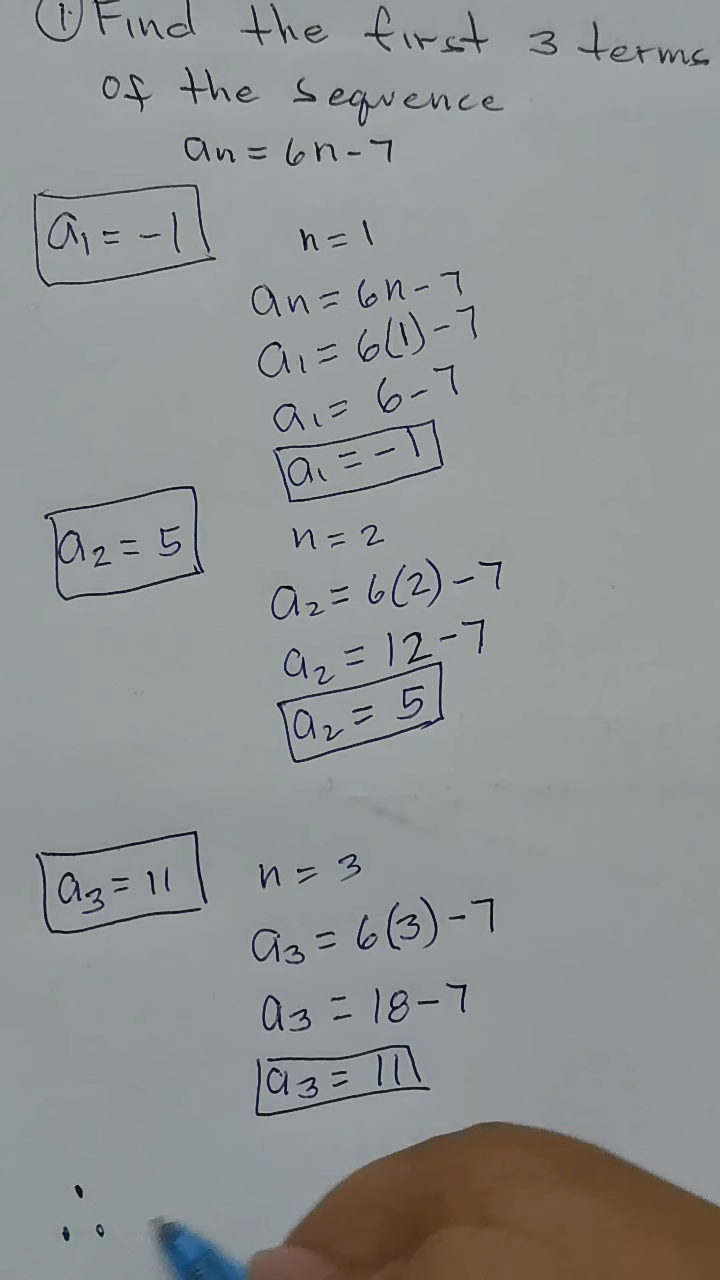 ① Find the first 3 terms
of the sequence
an = 6n - 7
a₁ = -1
n = 1
an = 6n - 7
a₁ = 6(1) - 7
a₁ = 6 - 7
a₁ = -1
a₂ = 5
n = 2
a₂ = 6(2) - 7
a₂ = 12 - 7
a₂ = 5
a₃ = 11
n = 3
a₃ = 6(3) - 7
a₃ = 18 - 7
a₃ = 11
∴